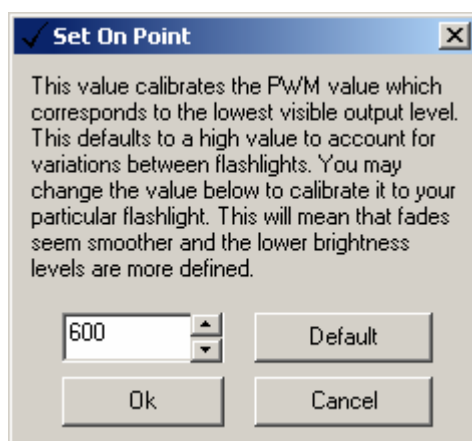 Set On Point
This value calibrates the PWM value which
corresponds to the lowest visible output level.
This defaults to a high value to account for
variations between flashlights. You may
change the value below to calibrate it to your
particular flashlight. This will mean that fades
seem smoother and the lower brightness
levels are more defined.
600
Default
Ok
Cancel